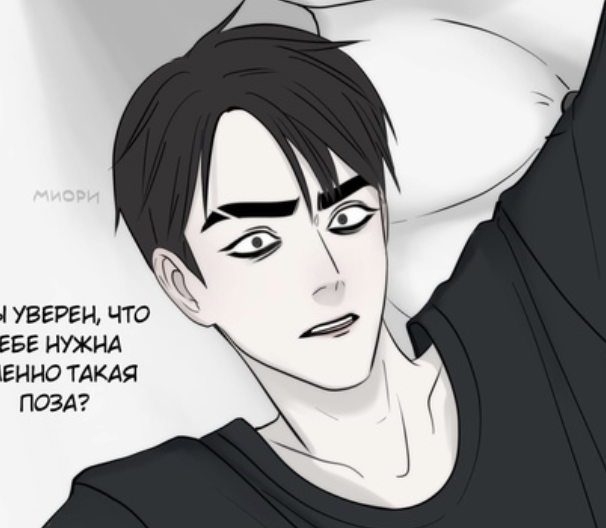 МИОРИ
Ы УВЕРЕН, ЧТО
ЕБЕ НУЖНА
ЕННО ТАКАЯ
ПОЗА?